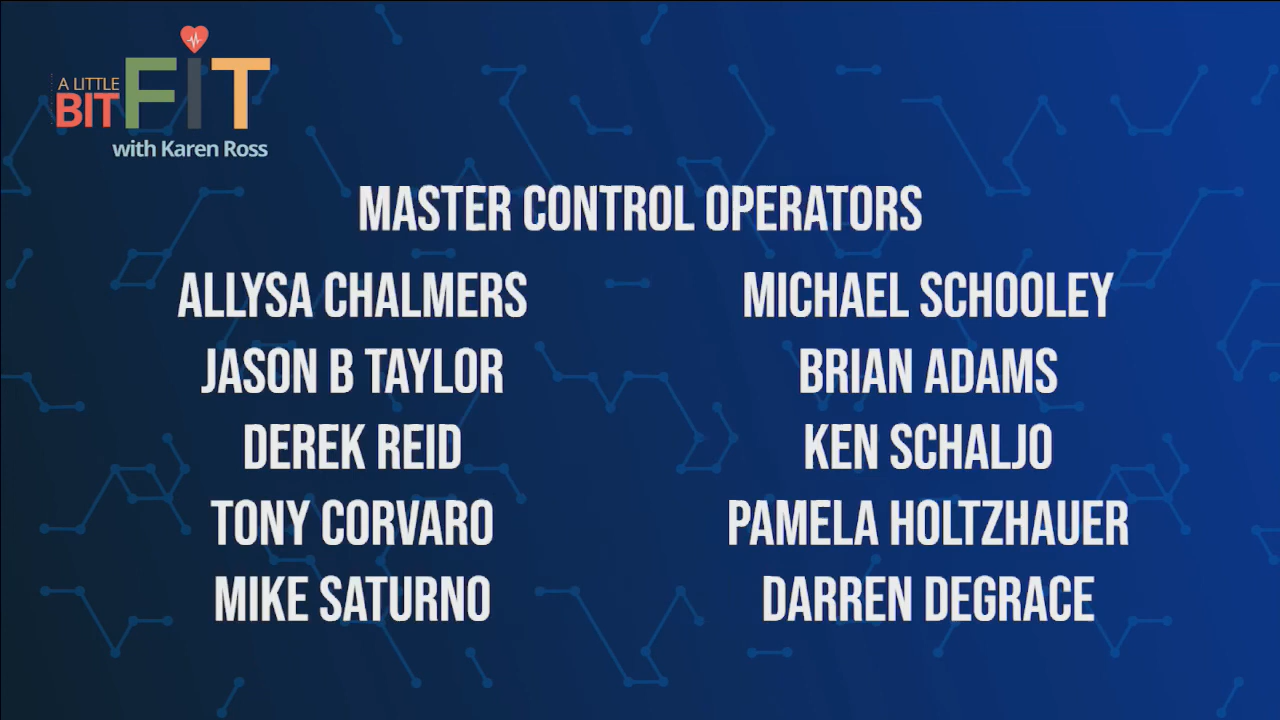 A LITTLE
BIT FiT
with Karen Ross
MASTER CONTROL OPERATORS
ALLYSA CHALMERS
JASON B TAYLOR
DEREK REID
TONY CORVARO
MIKE SATURNO
MICHAEL SCHOOLEY
BRIAN ADAMS
KEN SCHALJO
PAMELA HOLTZHAUER
DARREN DEGRACE